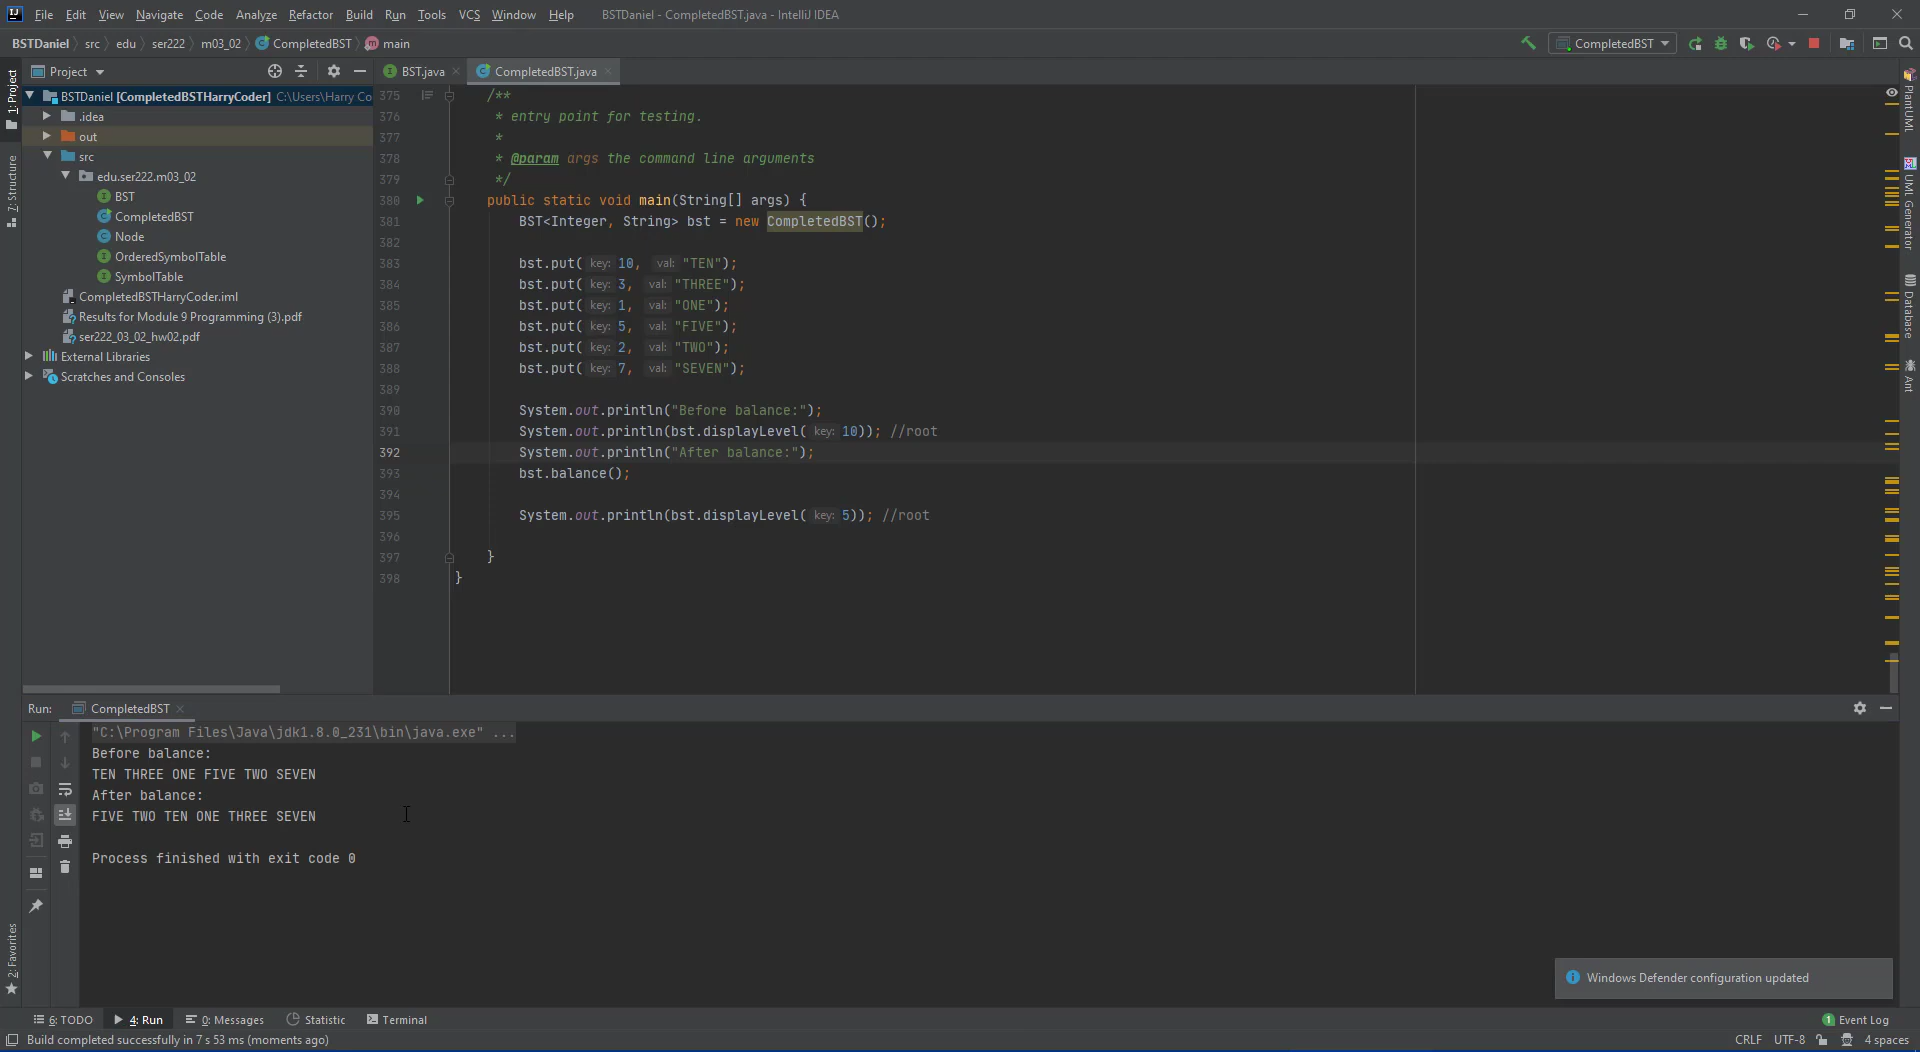 File Edit View Navigate Code Analyze Refactor Build Run Tools VCS Window Help BSTDaniel - CompletedBST.java - IntelliJ IDEA
BSTDaniel src edu ser222 m03_02 CompletedBST main CompletedBST
Project BST.java CompletedBST.java
1: Project
Z: Structure
2: Favorites
BSTDaniel [CompletedBSTHarryCoder] C:\Users\Harry Co
.idea
out
src
edu.ser222.m03_02
BST
CompletedBST
Node
OrderedSymbolTable
SymbolTable
CompletedBSTHarryCoder.iml
Results for Module 9 Programming (3).pdf
ser222_03_02_hw02.pdf
External Libraries
Scratches and Consoles
375 /**
376 * entry point for testing.
377 *
378 * @param args the command line arguments
379 */
380 public static void main(String[] args) {
381 BST<Integer, String> bst = new CompletedBST();
382
383 bst.put( key: 10, val: "TEN");
384 bst.put( key: 3, val: "THREE");
385 bst.put( key: 1, val: "ONE");
386 bst.put( key: 5, val: "FIVE");
387 bst.put( key: 2, val: "TWO");
388 bst.put( key: 7, val: "SEVEN");
389
390 System.out.println("Before balance:");
391 System.out.println(bst.displayLevel( key: 10)); //root
392 System.out.println("After balance:");
393 bst.balance();
394
395 System.out.println(bst.displayLevel( key: 5)); //root
396
397 }
398 }
PlantUML
UML Generator
Database
Ant
Run: CompletedBST
"C:\Program Files\Java\jdk1.8.0_231\bin\java.exe" ...
Before balance:
TEN THREE ONE FIVE TWO SEVEN
After balance:
FIVE TWO TEN ONE THREE SEVEN
Process finished with exit code 0
Windows Defender configuration updated
6: TODO 4: Run 0: Messages Statistic Terminal 1 Event Log
Build completed successfully in 7 s 53 ms (moments ago) CRLF UTF-8 4 spaces